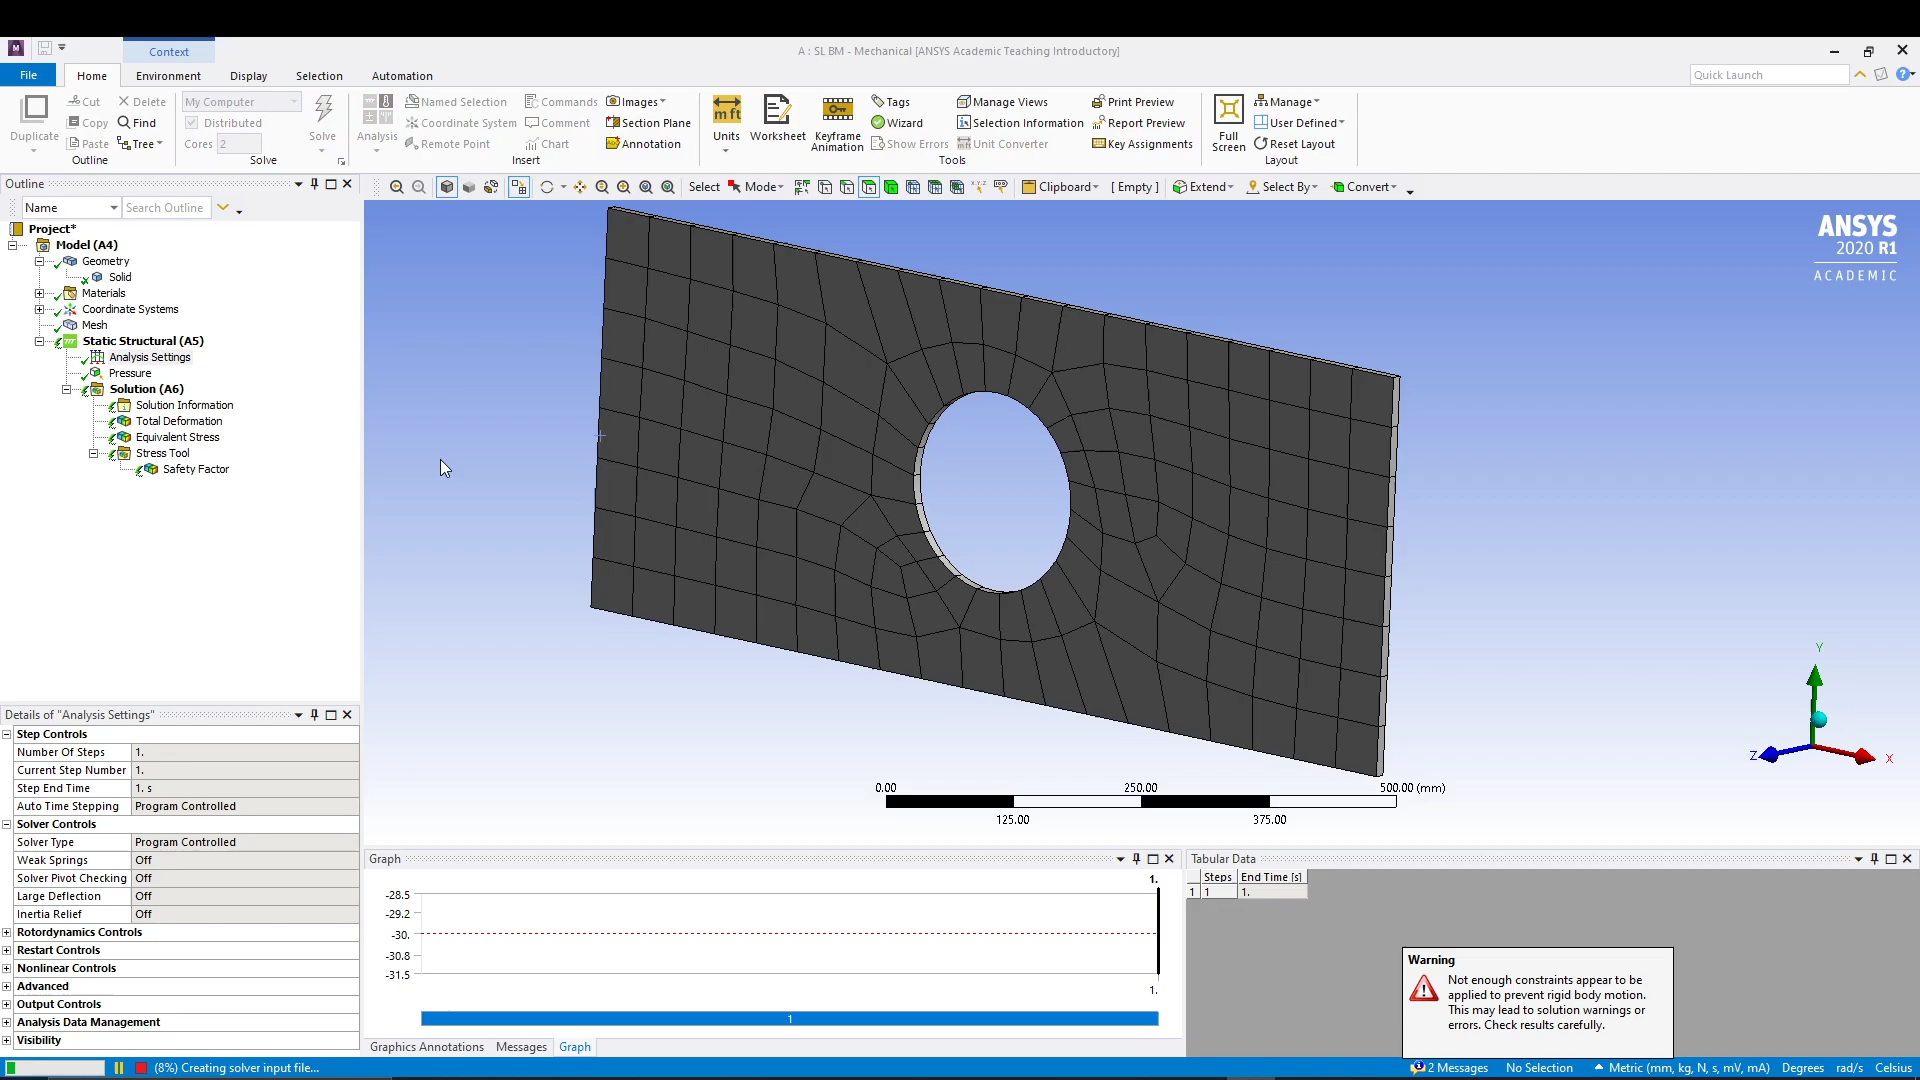 Context
A : SL BM - Mechanical [ANSYS Academic Teaching Introductory]
File Home Environment Display Selection Automation
Quick Launch
Duplicate
Cut
Copy
Paste
Delete
Find
Tree
Outline
My Computer
Distributed
Cores 2
Solve
Solve
Analysis
Named Selection
Coordinate System
Remote Point
Commands
Comment
Chart
Images
Section Plane
Annotation
Insert
mft
Units
Worksheet
Keyframe
Animation
Tags
Wizard
Show Errors
Manage Views
Selection Information
Unit Converter
Print Preview
Report Preview
Key Assignments
Tools
Full
Screen
Manage
User Defined
Reset Layout
Layout
Outline
Name
Search Outline
Project*
Model (A4)
Geometry
Solid
Materials
Coordinate Systems
Mesh
Static Structural (A5)
Analysis Settings
Pressure
Solution (A6)
Solution Information
Total Deformation
Equivalent Stress
Stress Tool
Safety Factor
Select Mode
Clipboard [ Empty ] Extend Select By Convert
ANSYS
2020 R1
ACADEMIC
Y
Z
X
0.00 250.00 500.00 (mm)
125.00 375.00
Details of "Analysis Settings"
Step Controls
Number Of Steps 1.
Current Step Number 1.
Step End Time 1. s
Auto Time Stepping Program Controlled
Solver Controls
Solver Type Program Controlled
Weak Springs Off
Solver Pivot Checking Off
Large Deflection Off
Inertia Relief Off
Rotordynamics Controls
Restart Controls
Nonlinear Controls
Advanced
Output Controls
Analysis Data Management
Visibility
Graph
1.
-28.5
-29.2
-30.
-30.8
-31.5
1.
1
Graphics Annotations Messages Graph
Tabular Data
Steps End Time [s]
1 1 1.
Warning
Not enough constraints appear to be
applied to prevent rigid body motion.
This may lead to solution warnings or
errors. Check results carefully.
(8%) Creating solver input file...
2 Messages No Selection Metric (mm, kg, N, s, mV, mA) Degrees rad/s Celsius